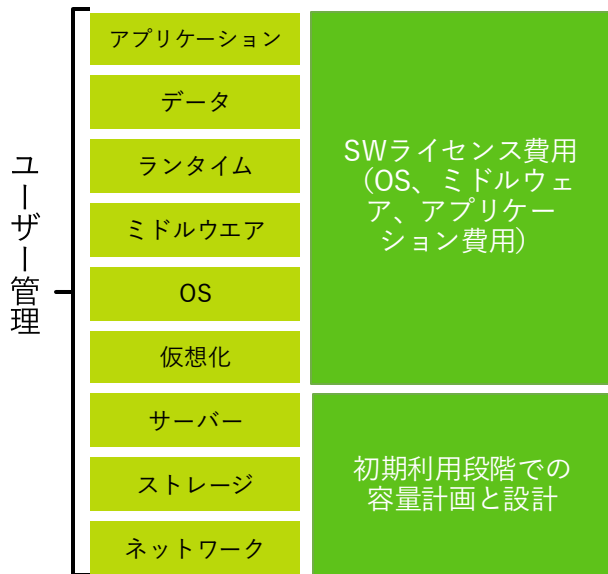 ユーザー管理
アプリケーション
データ
ランタイム
ミドルウエア
OS
仮想化
サーバー
ストレージ
ネットワーク
SWライセンス費用
（OS、ミドルウェ
ア、アプリケー
ション費用）
初期利用段階での
容量計画と設計